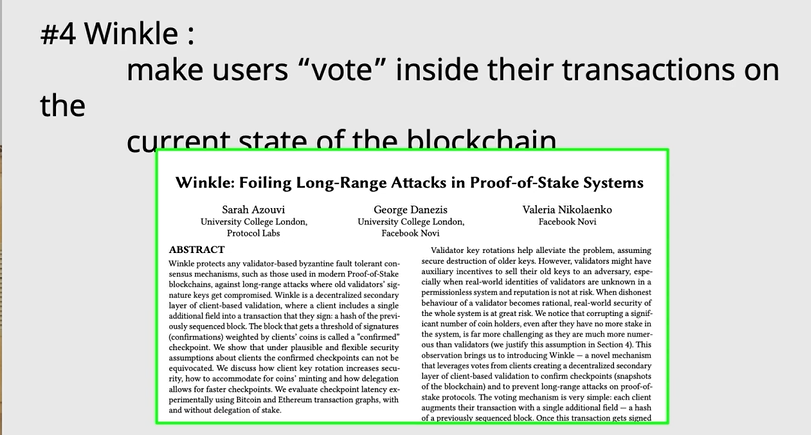 #4 Winkle :
make users “vote” inside their transactions on
the
current state of the blockchain
Winkle: Foiling Long-Range Attacks in Proof-of-Stake Systems
Sarah Azouvi
University College London,
Protocol Labs
George Danezis
University College London,
Facebook Novi
Valeria Nikolaenko
Facebook Novi
ABSTRACT
Winkle protects any validator-based byzantine fault tolerant con-
sensus mechanisms, such as those used in modern Proof-of-Stake
blockchains, against long-range attacks where old validators’ sig-
nature keys get compromised. Winkle is a decentralized secondary
layer of client-based validation, where a client includes a single
additional field into a transaction that they sign: a hash of the previ-
ously sequenced block. The block that gets a threshold of signatures
(confirmations) weighted by clients’ coins is called a “confirmed”
checkpoint. We show that under plausible and flexible security
assumptions about clients the confirmed checkpoints can not be
equivocated. We discuss how client key rotation increases secu-
rity, how to accommodate for coins’ minting and how delegation
allows for faster checkpoints. We evaluate checkpoint latency ex-
perimentally using Bitcoin and Ethereum transaction graphs, with
and without delegation of stake.
Validator key rotations help alleviate the problem, assuming
secure destruction of older keys. However, validators might have
auxiliary incentives to sell their old keys to an adversary, espe-
cially when real-world identities of validators are unknown in a
permissionless system and reputation is not at risk. When dishonest
behaviour of a validator becomes rational, real-world security of
the whole system is at great risk. We notice that corrupting a signif-
icant number of coin holders, even after they have no more stake in
the system, is far more challenging as they are much more numer-
ous than validators (we justify this assumption in Section 4). This
observation brings us to introducing Winkle — a novel mechanism
that leverages votes from clients creating a decentralized secondary
layer of client-based validation to confirm checkpoints (snapshots
of the blockchain) and to prevent long-range attacks on proof-of-
stake protocols. The voting mechanism is very simple: each client
augments their transaction with a single additional field — a hash
of a previously sequenced block. Once this transaction gets signed